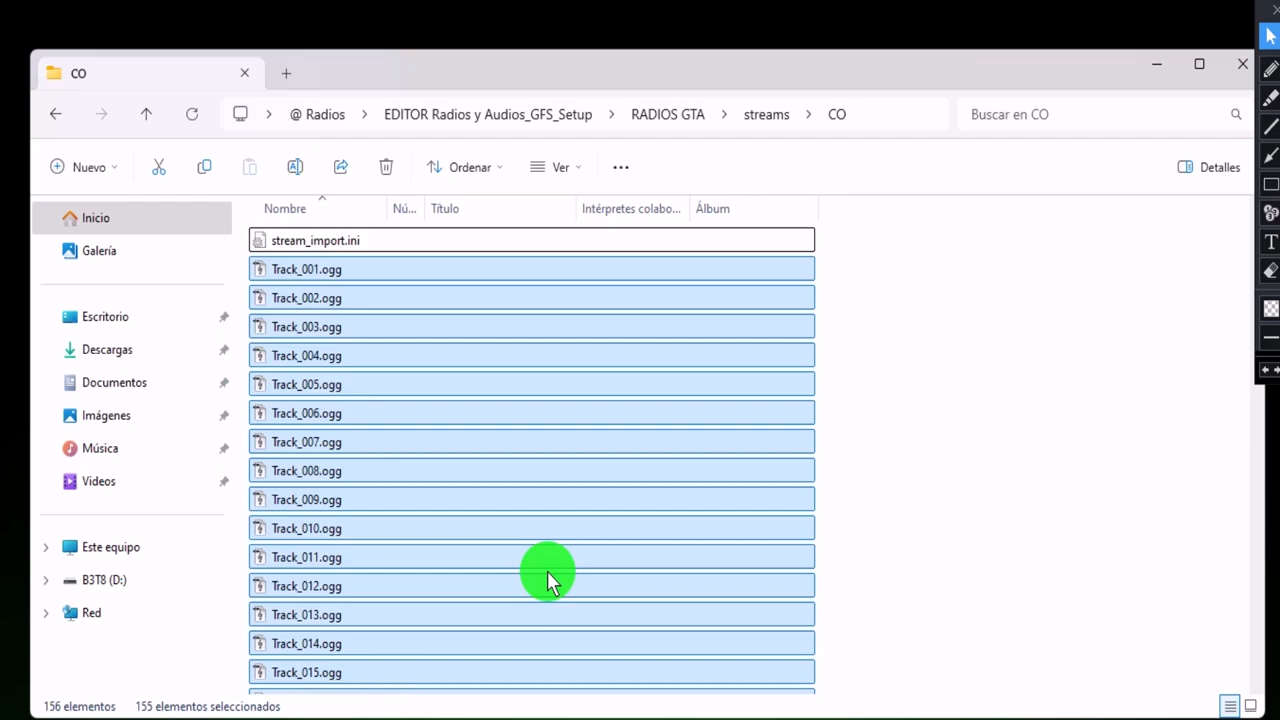 CO
@ Radios > EDITOR Radios y Audios_GFS_Setup > RADIOS GTA > streams > CO
Buscar en CO
Nuevo
Ordenar
Ver
Detalles
Nombre Nú... Título Intérpretes colabo... Álbum
Inicio
Galería
Escritorio
Descargas
Documentos
Imágenes
Música
Videos
Este equipo
B3T8 (D:)
Red
stream_import.ini
Track_001.ogg
Track_002.ogg
Track_003.ogg
Track_004.ogg
Track_005.ogg
Track_006.ogg
Track_007.ogg
Track_008.ogg
Track_009.ogg
Track_010.ogg
Track_011.ogg
Track_012.ogg
Track_013.ogg
Track_014.ogg
Track_015.ogg
156 elementos 155 elementos seleccionados